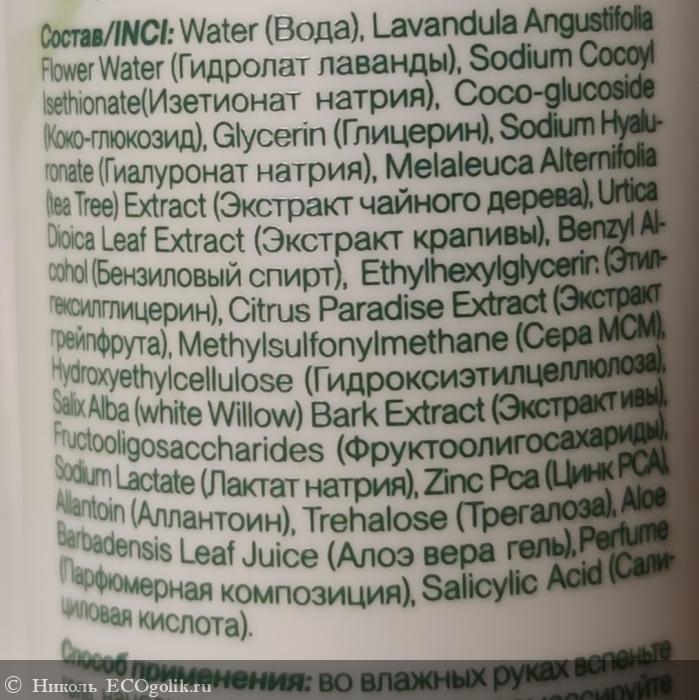 Состав/INCI: Water (Вода), Lavandula Angustifolia
Flower Water (Гидролат лаванды), Sodium Cocoyl
Isethionate(Изетионат натрия), Coco-glucoside
(Коко-глюкозид), Glycerin (Глицерин), Sodium Hyalu-
ronate (Гиалуронат натрия), Melaleuca Alternifolia
(tea Tree) Extract (Экстракт чайного дерева), Urtica
Dioica Leaf Extract (Экстракт крапивы), Benzyl Al-
cohol (Бензиловый спирт), Ethylhexylglycerin (Этил-
гексилглицерин), Citrus Paradise Extract (Экстракт
грейпфрута), Methylsulfonylmethane (Сера МСМ),
Hydroxyethylcellulose (Гидроксиэтилцеллюлоза),
Salix Alba (white Willow) Bark Extract (Экстракт ивы),
Fructooligosaccharides (Фруктоолигосахариды),
Sodium Lactate (Лактат натрия), Zinc Pca (Цинк PCA),
Allantoin (Аллантоин), Trehalose (Трегалоза), Aloe
Barbadensis Leaf Juice (Алоэ вера гель), Perfume
(Парфюмерная композиция), Salicylic Acid (Сали-
циловая кислота).
Способ применения: во влажных руках вспеньте
© Николь ECOgolik.ru